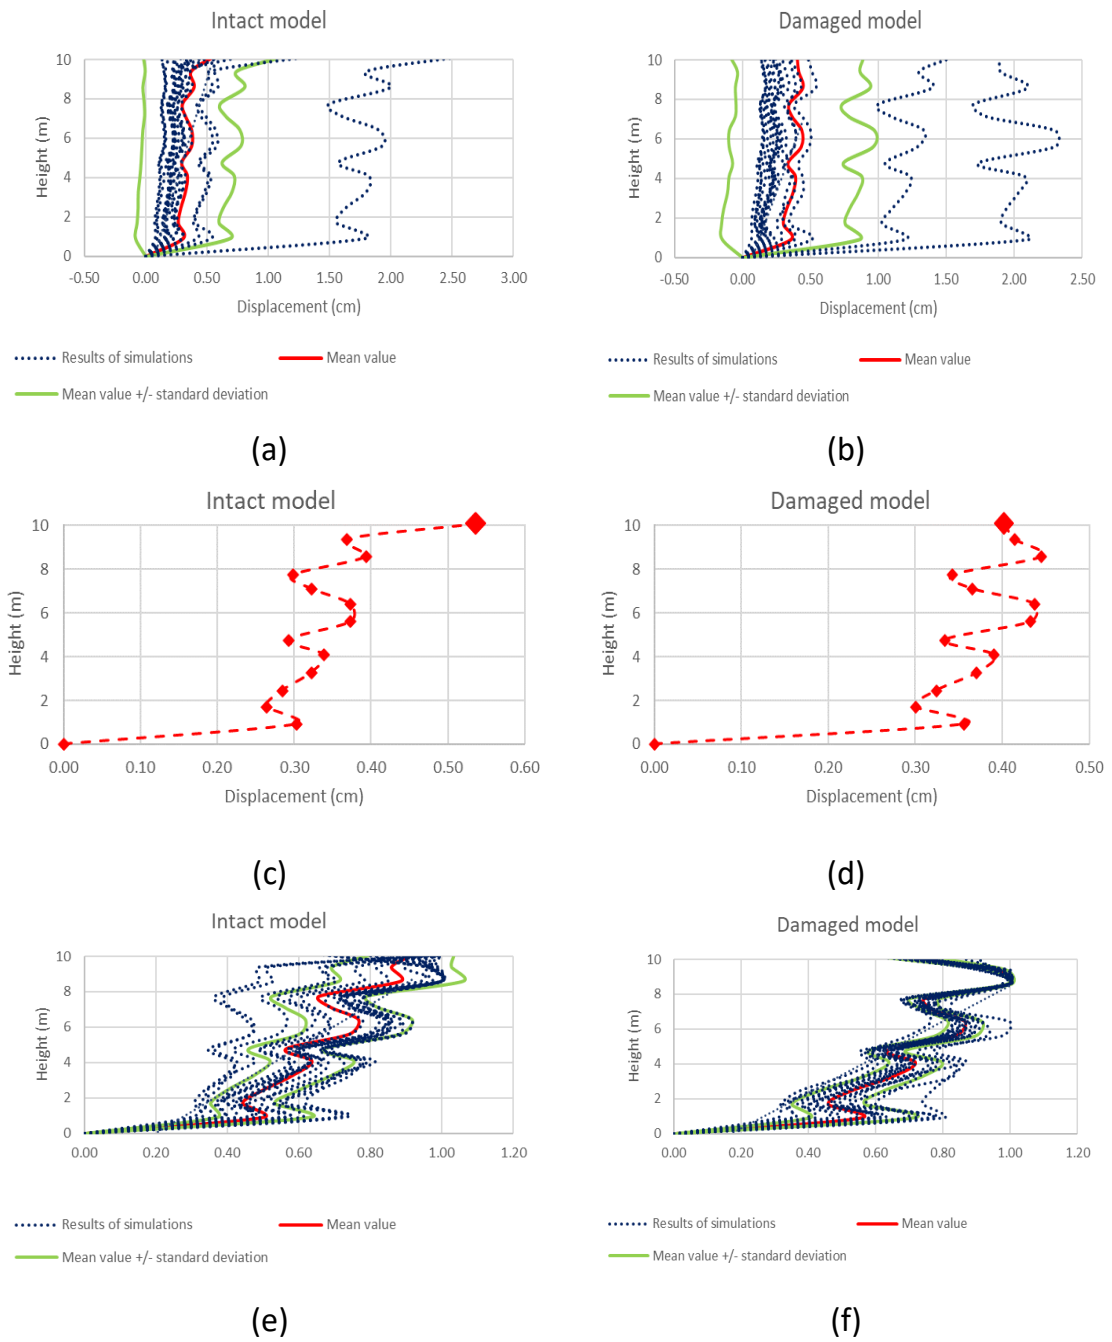 Intact model
Damaged model
10
8
6
4
2
0
Height (m)
-0.50 0.00 0.50 1.00 1.50 2.00 2.50 3.00
Displacement (cm)
10
8
6
4
2
0
Height (m)
-0.50 0.00 0.50 1.00 1.50 2.00 2.50
Displacement (cm)
Results of simulations Mean value
Mean value +/- standard deviation
Results of simulations Mean value
Mean value +/- standard deviation
(a)
(b)
Intact model
Damaged model
10
8
6
4
2
0
Height (m)
0.00 0.10 0.20 0.30 0.40 0.50 0.60
Displacement (cm)
10
8
6
4
2
0
Height (m)
0.00 0.10 0.20 0.30 0.40 0.50
Displacement (cm)
(c)
(d)
Intact model
Damaged model
10
8
6
4
2
0
Height (m)
0.00 0.20 0.40 0.60 0.80 1.00 1.20
10
8
6
4
2
0
Height (m)
0.00 0.20 0.40 0.60 0.80 1.00 1.20
Results of simulations Mean value
Mean value +/- standard deviation
Results of simulations Mean value
Mean value +/- standard deviation
(e)
(f)